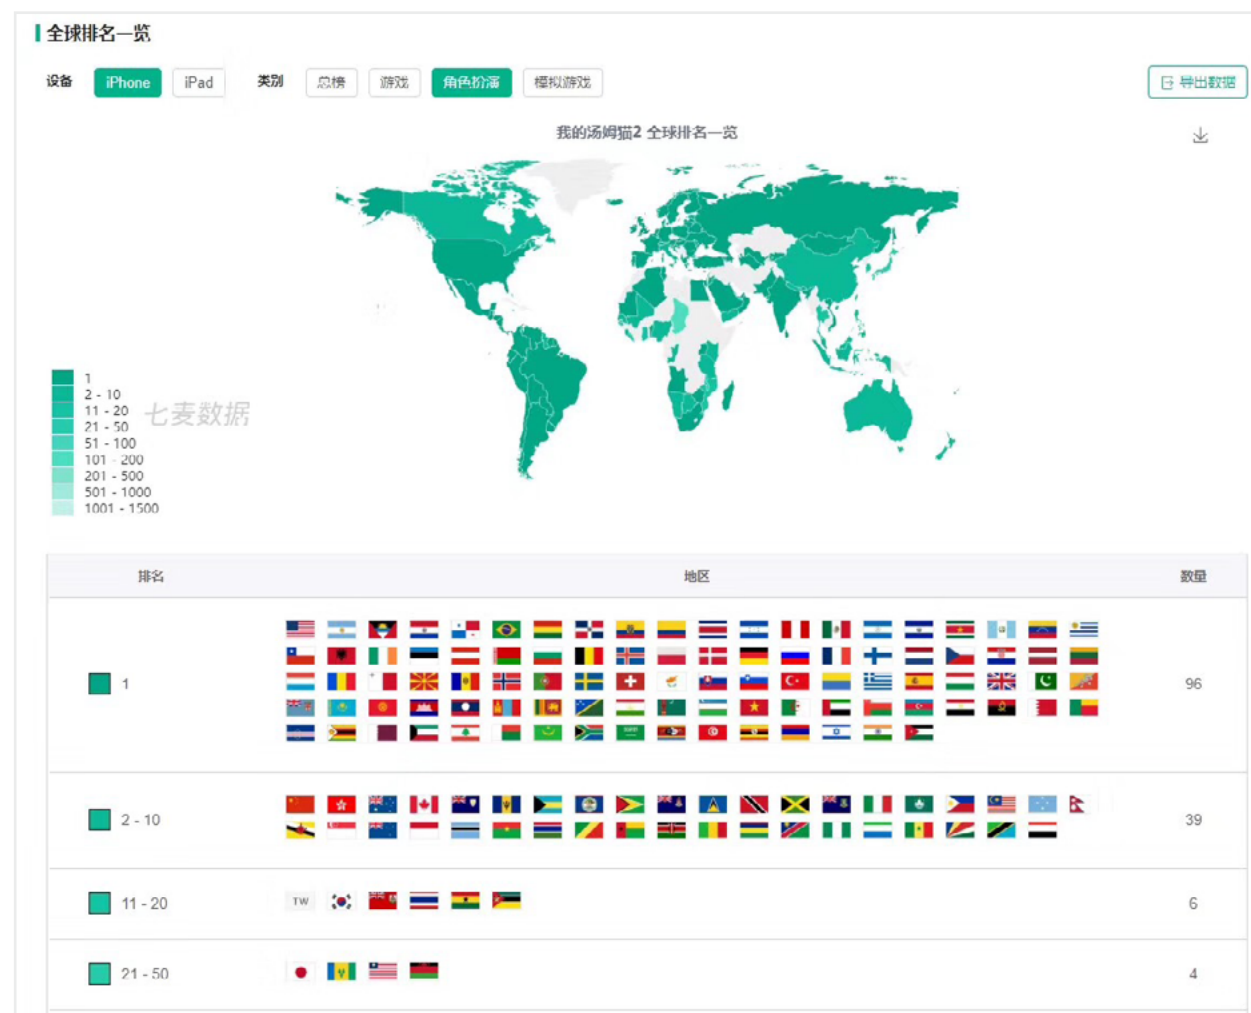 全球排名一览
设备 iPhone iPad 类别 总榜 游戏 角色扮演 模拟游戏 导出数据
我的汤姆猫2 全球排名一览
1
2 - 10
11 - 20
21 - 50
51 - 100
101 - 200
201 - 500
501 - 1000
1001 - 1500
七麦数据
排名 地区 数量
1 96
2 - 10 39
11 - 20 TW 6
21 - 50 4